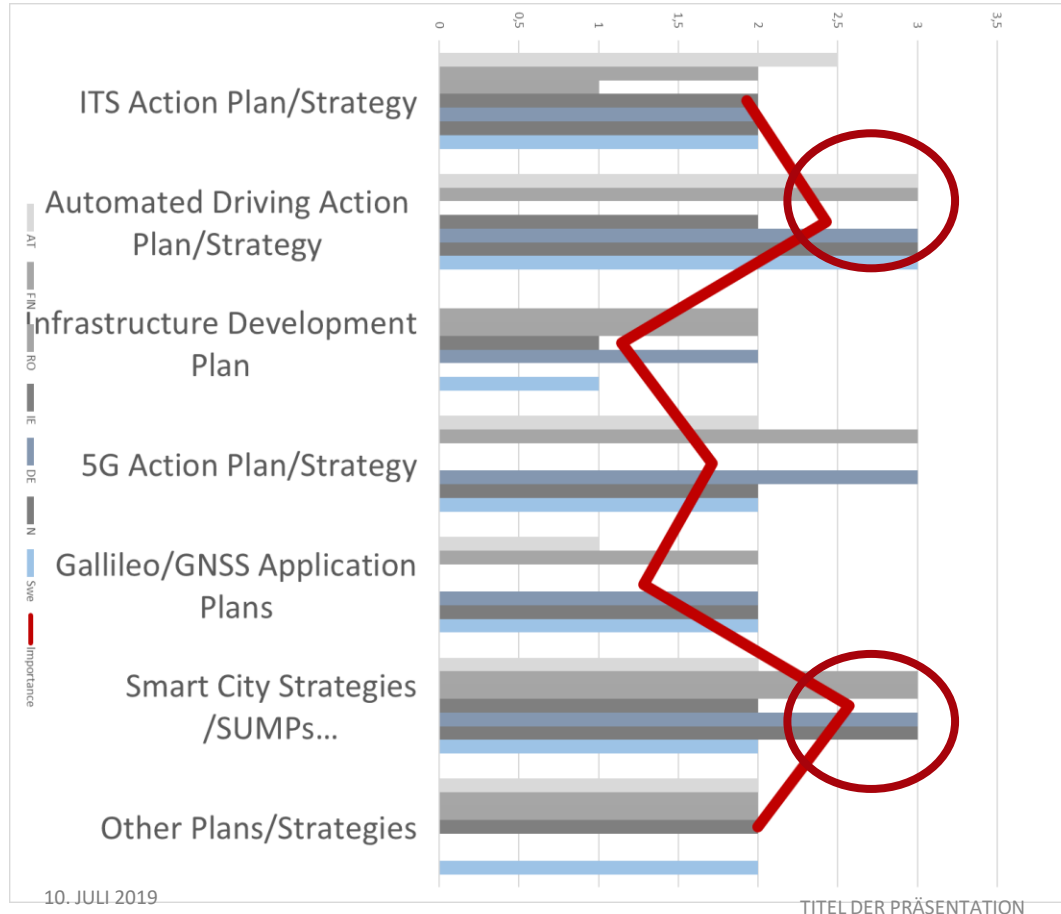 0
0,5
1
1,5
2
2,5
3
3,5
ITS Action Plan/Strategy
Automated Driving Action
Plan/Strategy
Infrastructure Development
Plan
5G Action Plan/Strategy
Gallileo/GNSS Application
Plans
Smart City Strategies
/SUMPs...
Other Plans/Strategies
AT
FIN
RO
IE
DE
N
Swe
Importance
10. JULI 2019
TITEL DER PRÄSENTATION